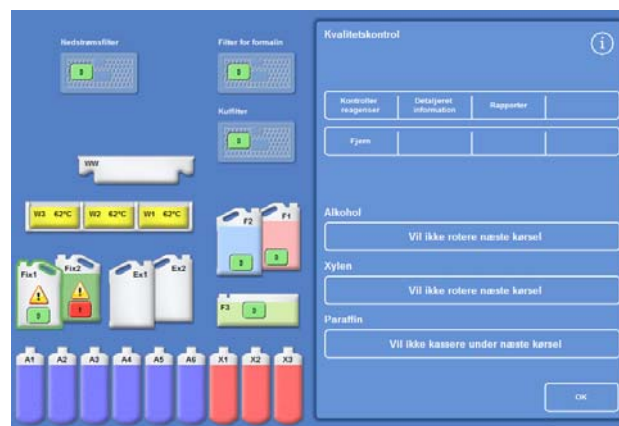 Nedstrømsfilter
Filter for formalin
Kulfilter
WW
W3 62°C W2 62°C W1 62°C
F2 F1
Fix1 Fix2 Ex1 Ex2
F3
A1 A2 A3 A4 A5 A6 X1 X2 X3
Kvalitetskontrol
i
Kontroller
reagenser
Detaljeret
information
Rapporter
Fjern
Alkohol
Vil ikke rotere næste kørsel
Xylen
Vil ikke rotere næste kørsel
Paraffin
Vil ikke kassere under næste kørsel
OK